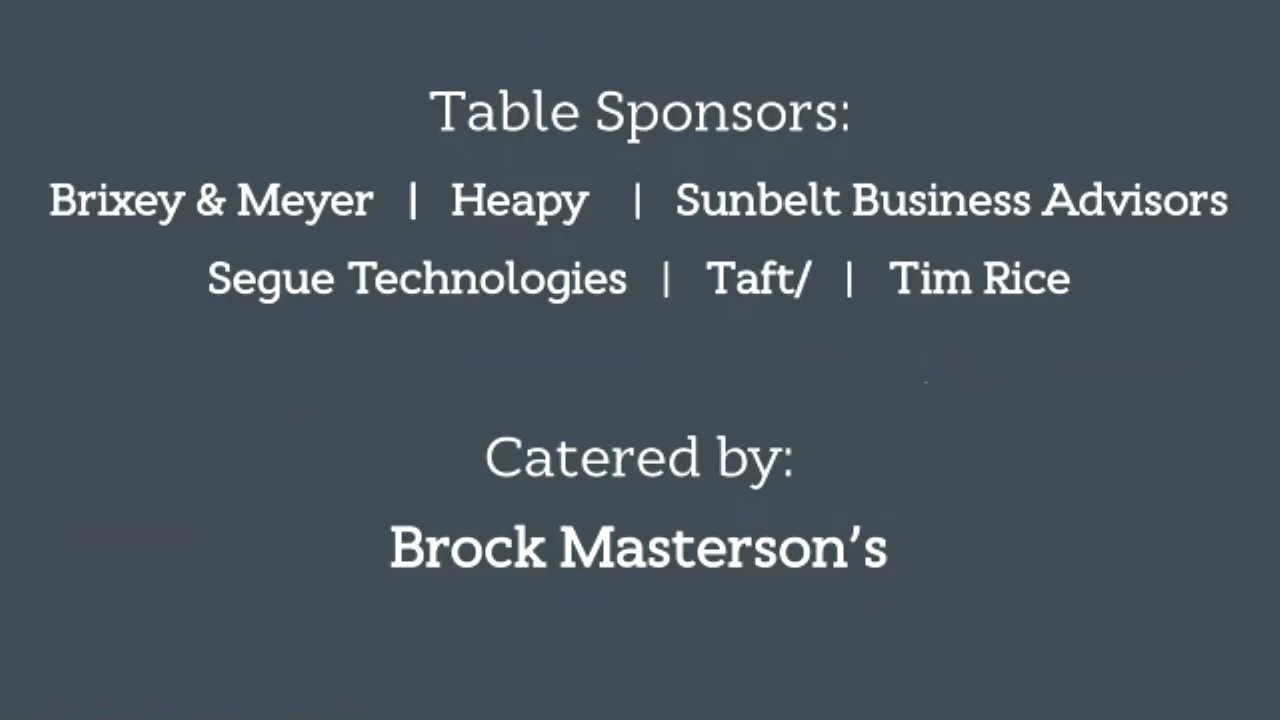 Table Sponsors:
Brixey & Meyer | Heapy | Sunbelt Business Advisors
Segue Technologies | Taft/ | Tim Rice
Catered by:
Brock Masterson’s